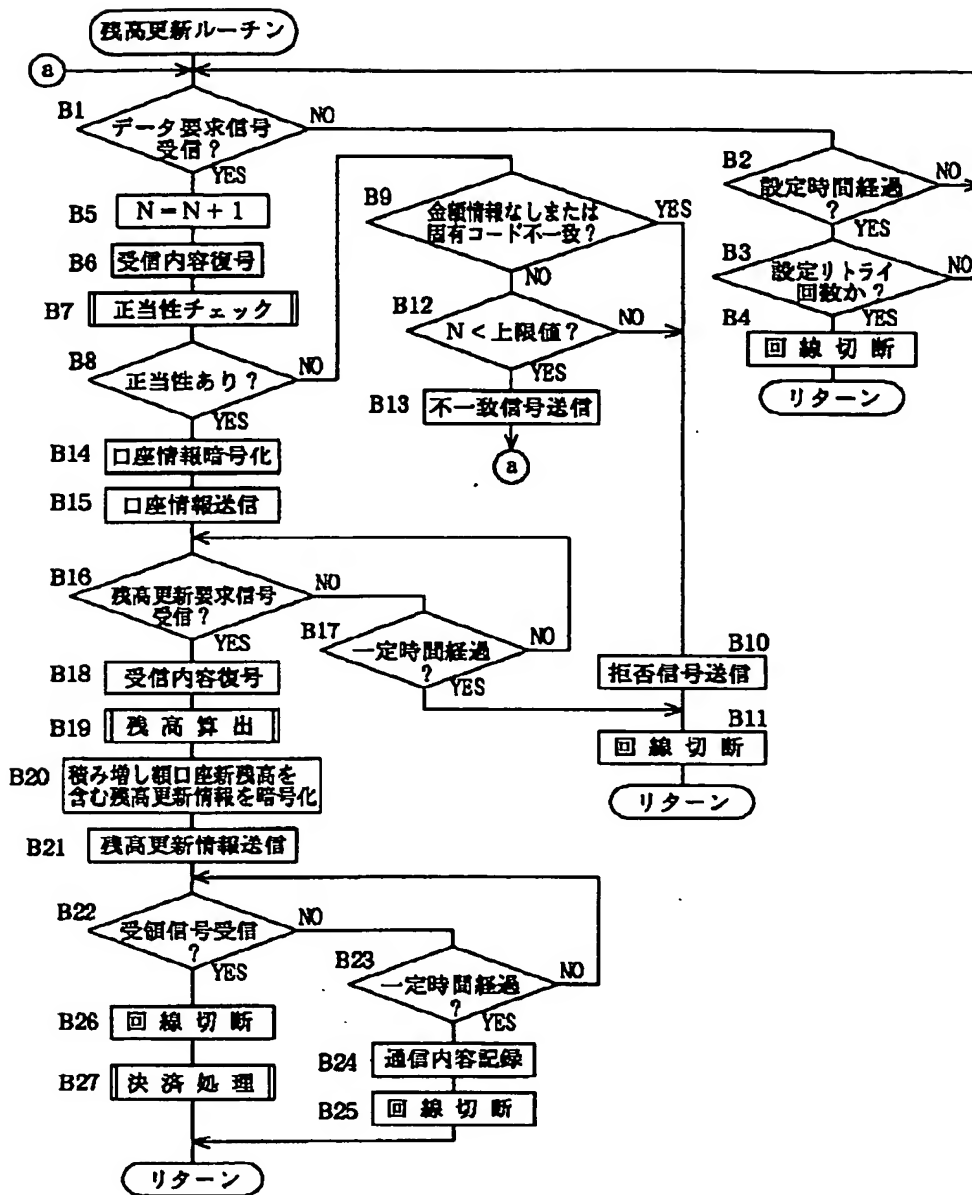 残高更新ルーチン
a
B1
データ要求信号
受信?
NO
YES
B5
N=N+1
B6
受信内容復号
B7
正当性チェック
B8
正当性あり?
NO
YES
B2
設定時間経過
?
NO
YES
B3
設定リトライ
回数か?
NO
YES
B4
回線切断
リターン
B9
金額情報なしまたは
固有コード不一致?
YES
NO
B12
N<上限値?
NO
YES
B13
不一致信号送信
a
B14
口座情報暗号化
B15
口座情報送信
B16
残高更新要求信号
受信?
NO
YES
B17
一定時間経過
?
NO
YES
B10
拒否信号送信
B11
回線切断
リターン
B18
受信内容復号
B19
残高算出
B20
積み増し額口座新残高を
含む残高更新情報を暗号化
B21
残高更新情報送信
B22
受領信号受信
?
NO
YES
B23
一定時間経過
?
NO
YES
B24
通信内容記録
B25
回線切断
B26
回線切断
B27
決済処理
リターン